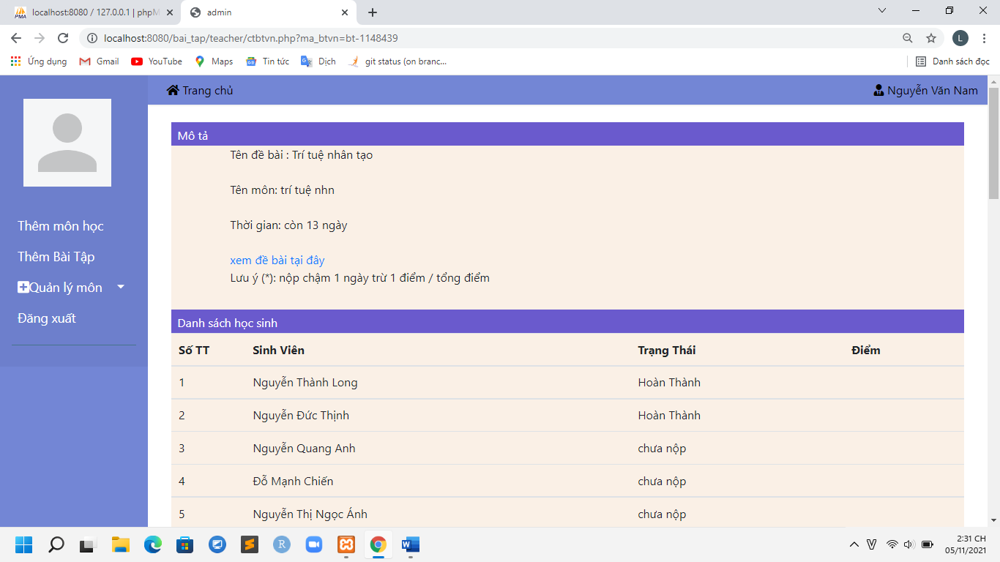 localhost:8080 / 127.0.0.1 | phpM
admin
localhost:8080/bai_tap/teacher/ctbtvn.php?ma_btvn=bt-1148439
L
Ứng dụng
Gmail
YouTube
Maps
Tin tức
Dịch
git status (on branc...
Danh sách đọc
Trang chủ
Nguyễn Văn Nam
Thêm môn học
Thêm Bài Tập
Quản lý môn
Đăng xuất
Mô tả
Tên đề bài : Trí tuệ nhân tạo
Tên môn: trí tuệ nhn
Thời gian: còn 13 ngày
xem đề bài tại đây
Lưu ý (*): nộp chậm 1 ngày trừ 1 điểm / tổng điểm
Danh sách học sinh
Số TT Sinh Viên Trạng Thái Điểm
1 Nguyễn Thành Long Hoàn Thành
2 Nguyễn Đức Thịnh Hoàn Thành
3 Nguyễn Quang Anh chưa nộp
4 Đỗ Mạnh Chiến chưa nộp
5 Nguyễn Thị Ngọc Ánh chưa nộp
2:31 CH
05/11/2021